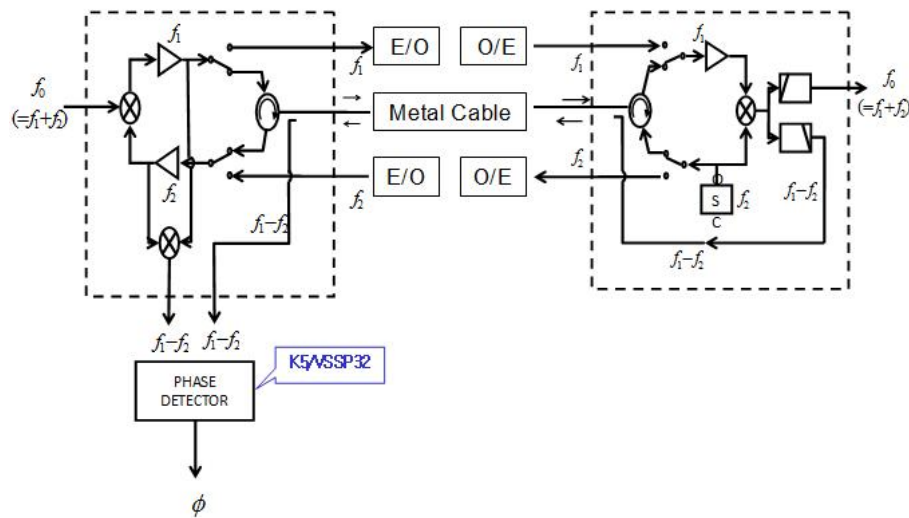 f₁
f₁
E/O
O/E
f₁
f₁
f₀
(=f₁+f₂)
Metal Cable
f₀
(=f₁+f₂)
f₂
f₂
E/O
O/E
f₂
f₁−f₂
O
S
C
f₂
f₁−f₂
f₁−f₂
f₁−f₂
f₁−f₂
K5/VSSP32
PHASE
DETECTOR
ϕ